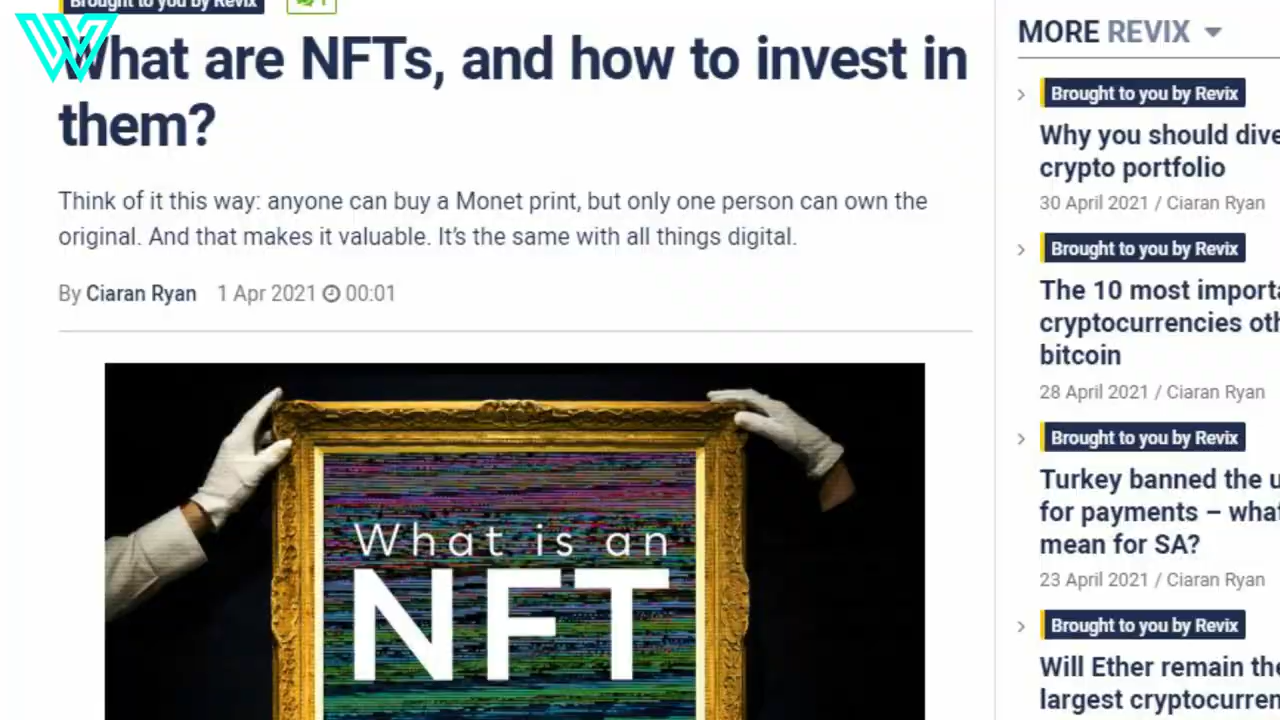 Brought to you by Revix
What are NFTs, and how to invest in
them?
Think of it this way: anyone can buy a Monet print, but only one person can own the
original. And that makes it valuable. It's the same with all things digital.
By Ciaran Ryan 1 Apr 2021 00:01
What is an
NFT
MORE REVIX
Brought to you by Revix
Why you should dive
crypto portfolio
30 April 2021 / Ciaran Ryan
Brought to you by Revix
The 10 most importa
cryptocurrencies oth
bitcoin
28 April 2021 / Ciaran Ryan
Brought to you by Revix
Turkey banned the u
for payments – what
mean for SA?
23 April 2021 / Ciaran Ryan
Brought to you by Revix
Will Ether remain the
largest cryptocurren